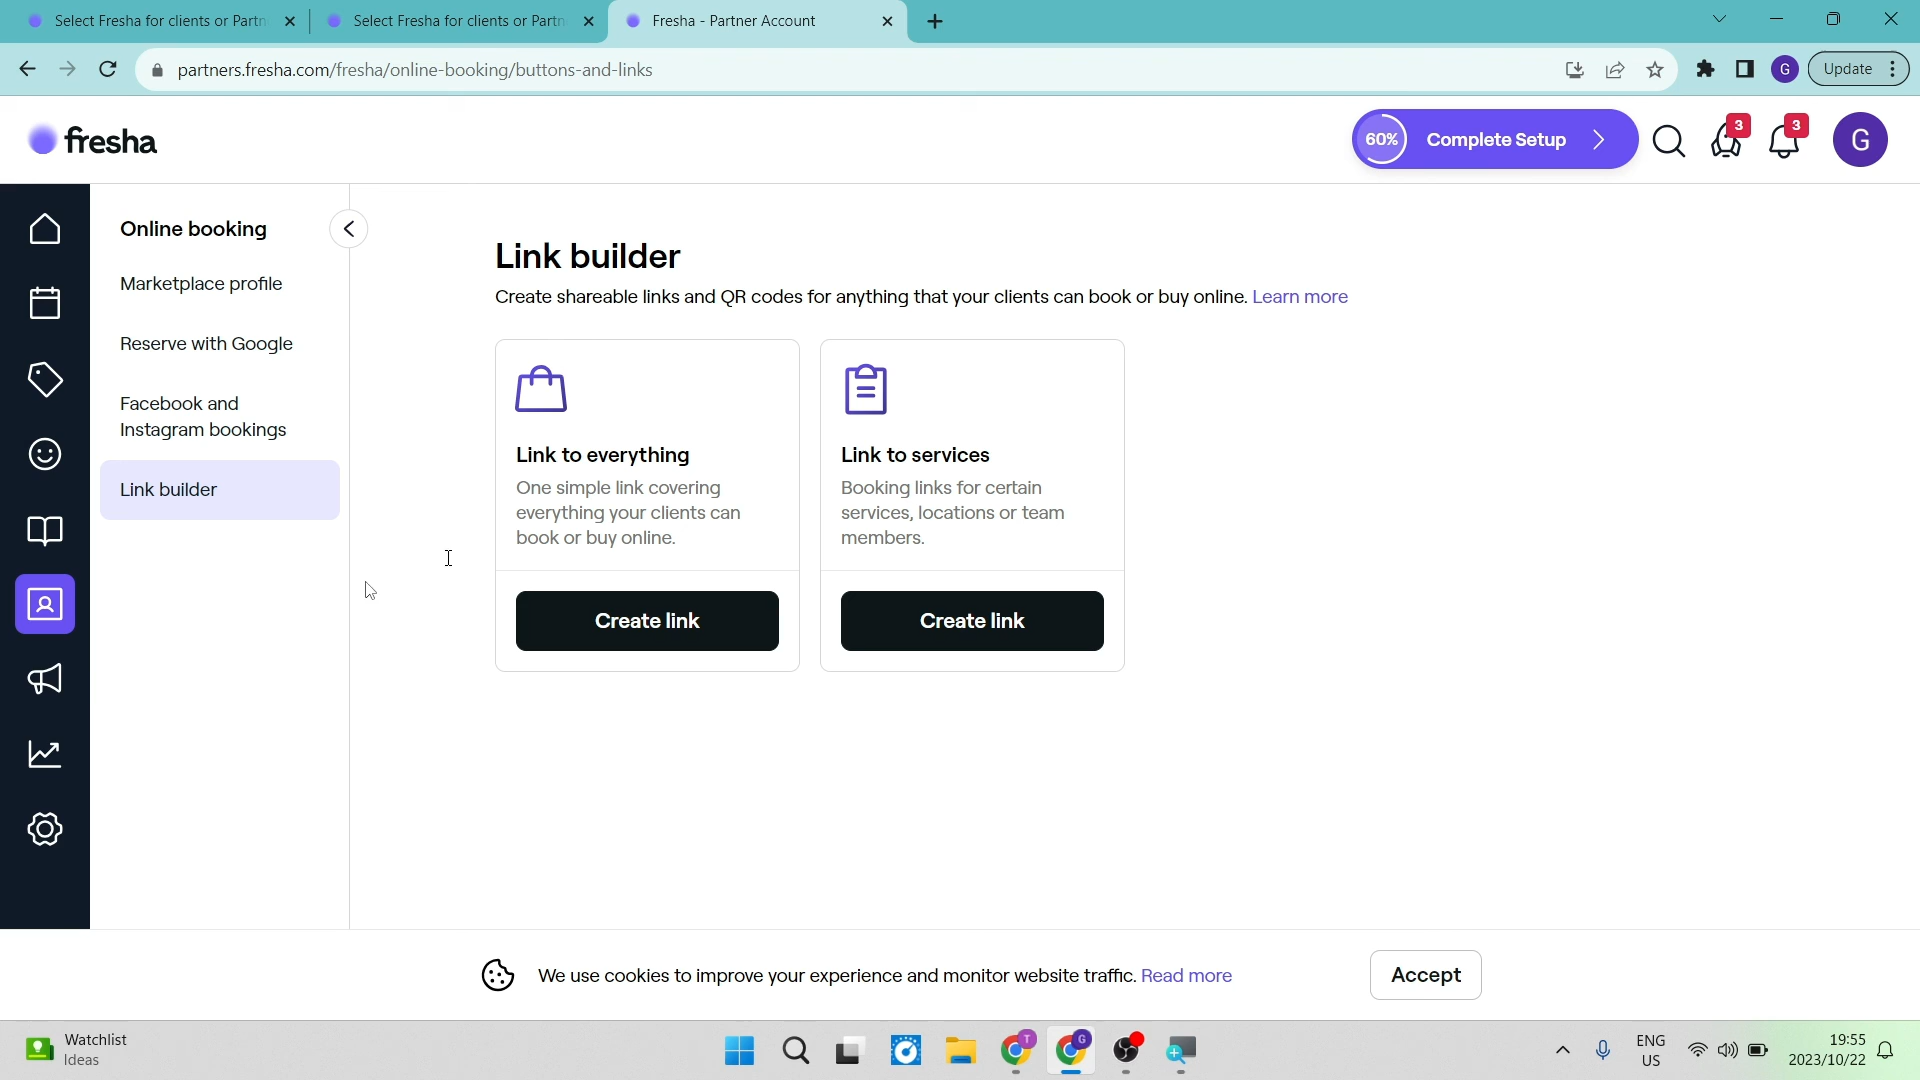 Select Fresha for clients or Partn
Select Fresha for clients or Partn
Fresha - Partner Account
partners.fresha.com/fresha/online-booking/buttons-and-links
G
Update
fresha
60%
Complete Setup
3
3
G
Online booking
Marketplace profile
Reserve with Google
Facebook and
Instagram bookings
Link builder
Link builder
Create shareable links and QR codes for anything that your clients can book or buy online. Learn more
Link to everything
One simple link covering
everything your clients can
book or buy online.
Create link
Link to services
Booking links for certain
services, locations or team
members.
Create link
We use cookies to improve your experience and monitor website traffic. Read more
Accept
Watchlist
Ideas
T
G
ENG
US
19:55
2023/10/22